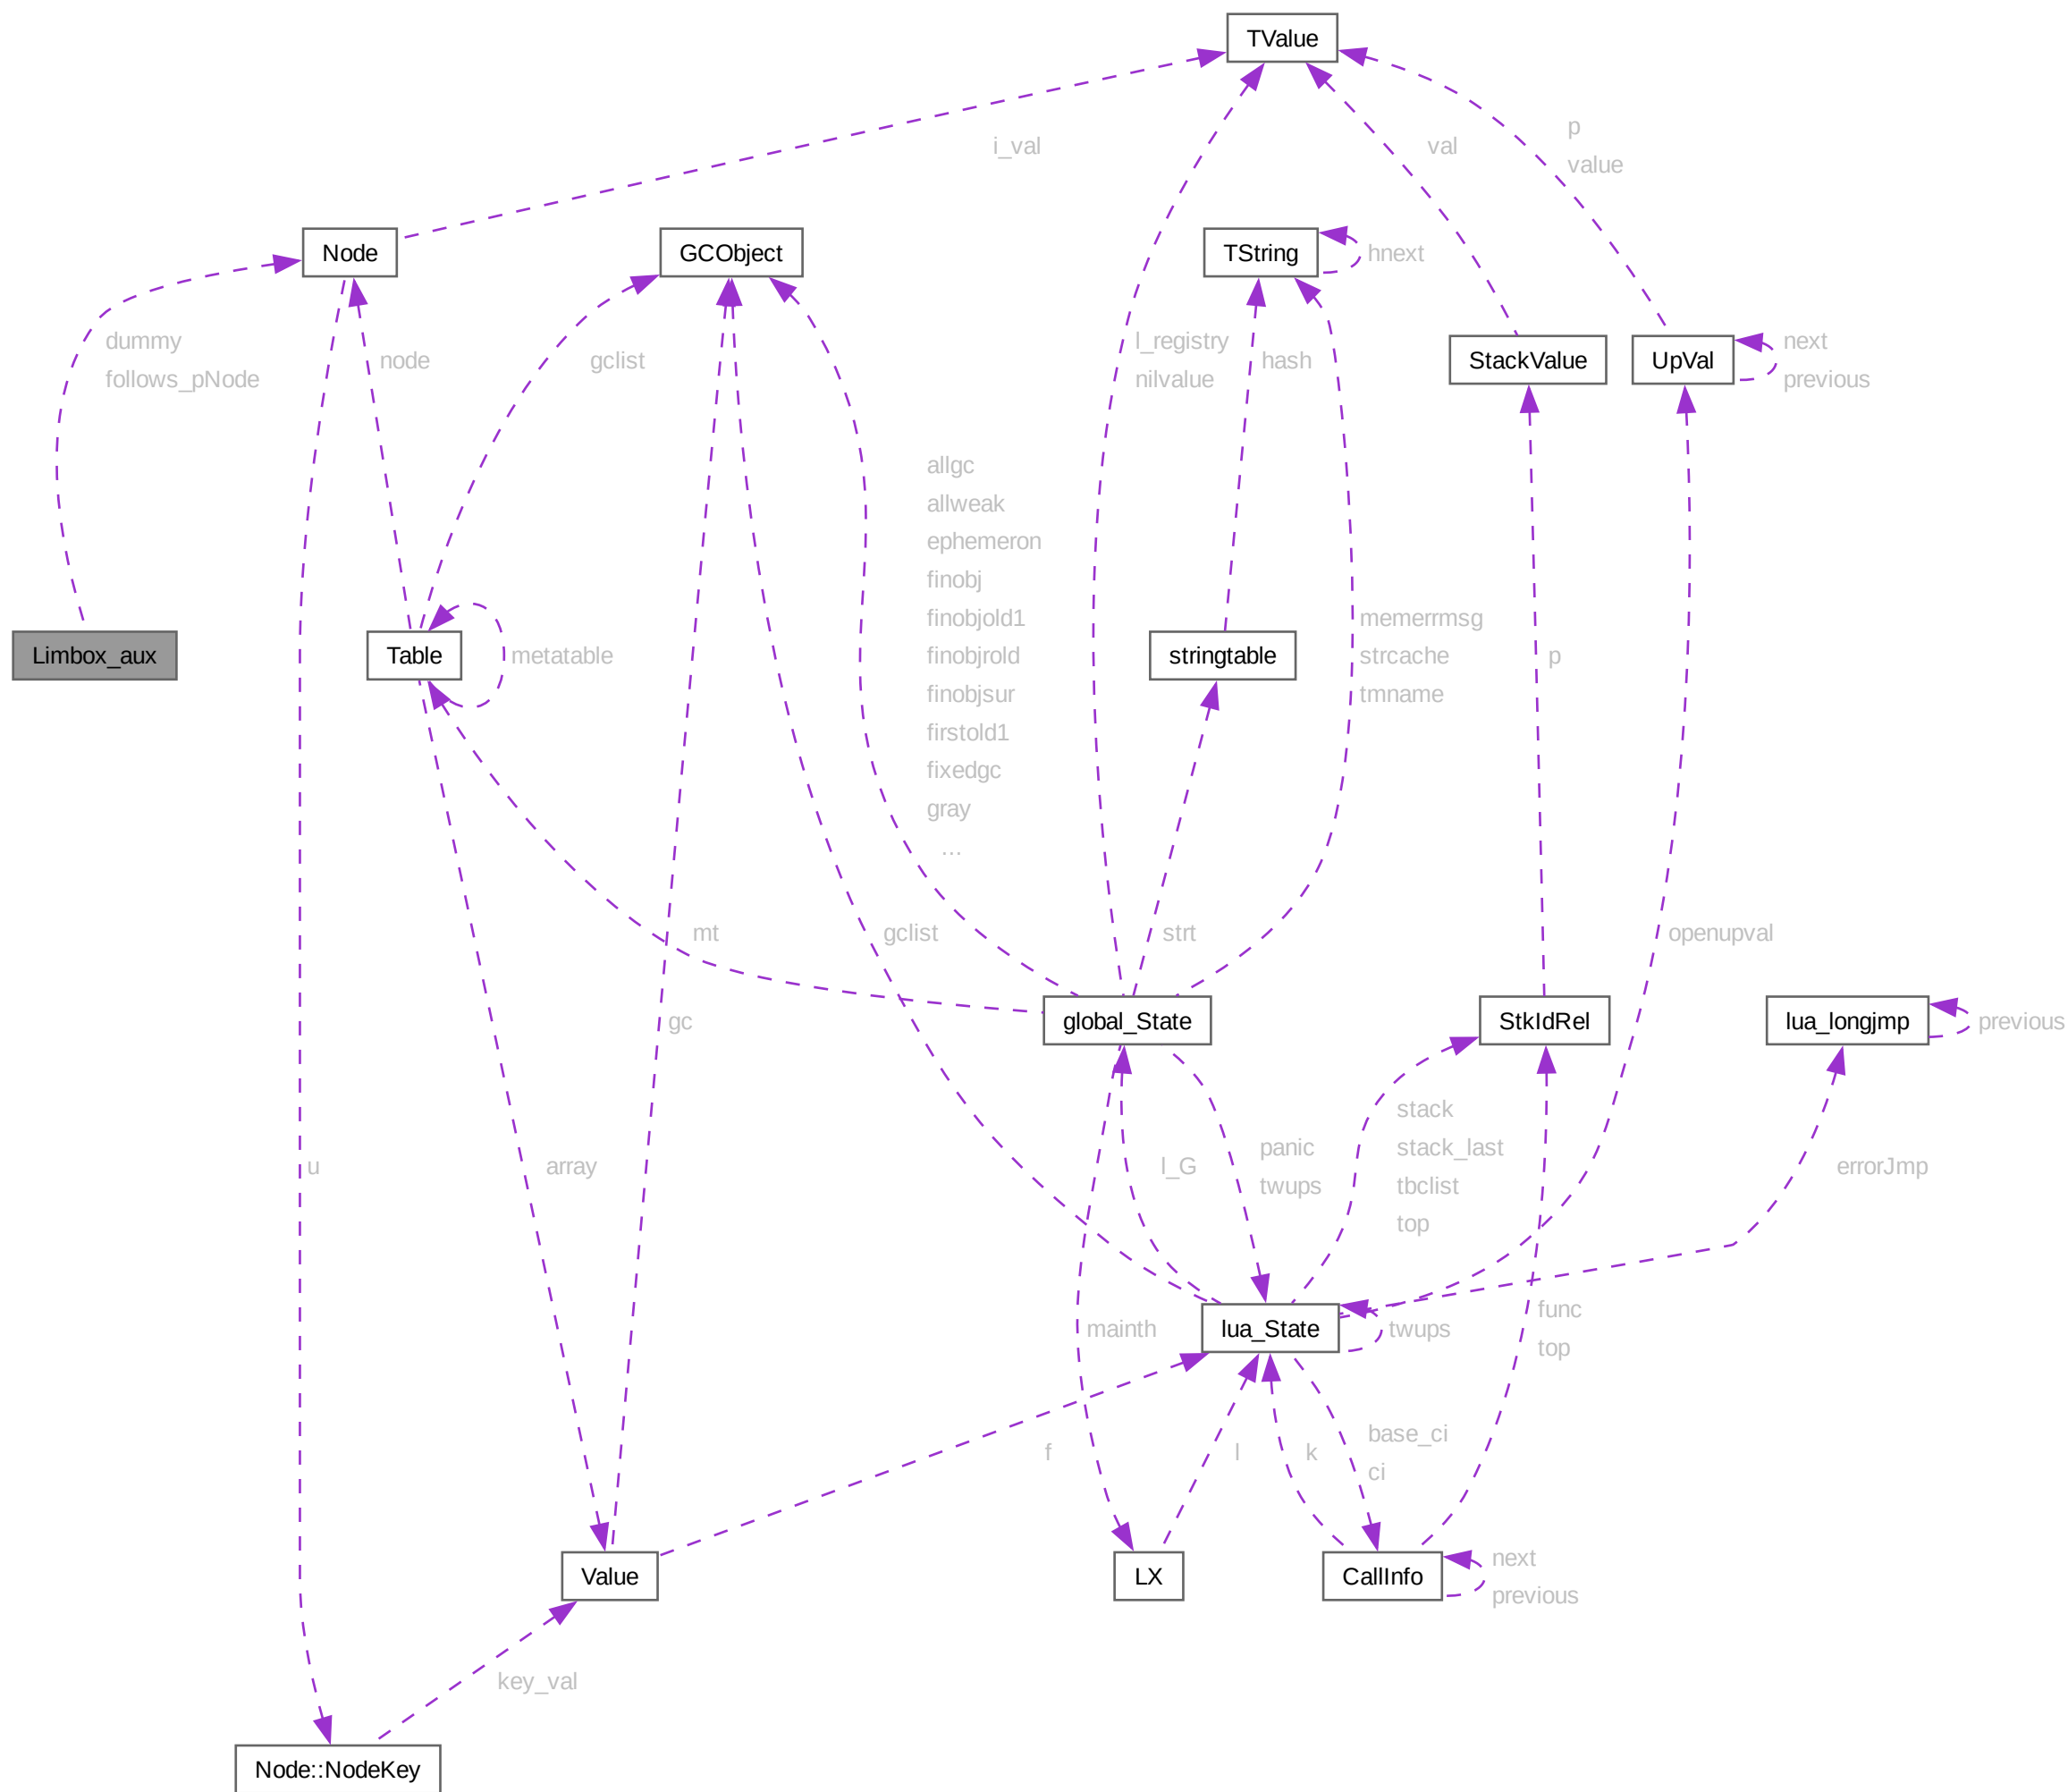 TValue
p
i_val
val
value
Node
GCObject
TString
hnext
dummy
node
gclist
l_registry
hash
StackValue
UpVal
next
follows_pNode
nilvalue
previous
allgc
allweak
ephemeron
finobj
finobjold1
memerrmsg
Limbox_aux
Table
metatable
finobjrold
stringtable
strcache
p
finobjsur
tmname
firstold1
fixedgc
gray
...
mt
gclist
strt
openupval
gc
global_State
StkIdRel
lua_longjmp
previous
stack
panic
stack_last
u
array
l_G
errorJmp
twups
tbclist
top
func
mainth
lua_State
twups
top
base_ci
f
l
k
ci
next
Value
LX
CallInfo
previous
key_val
Node::NodeKey